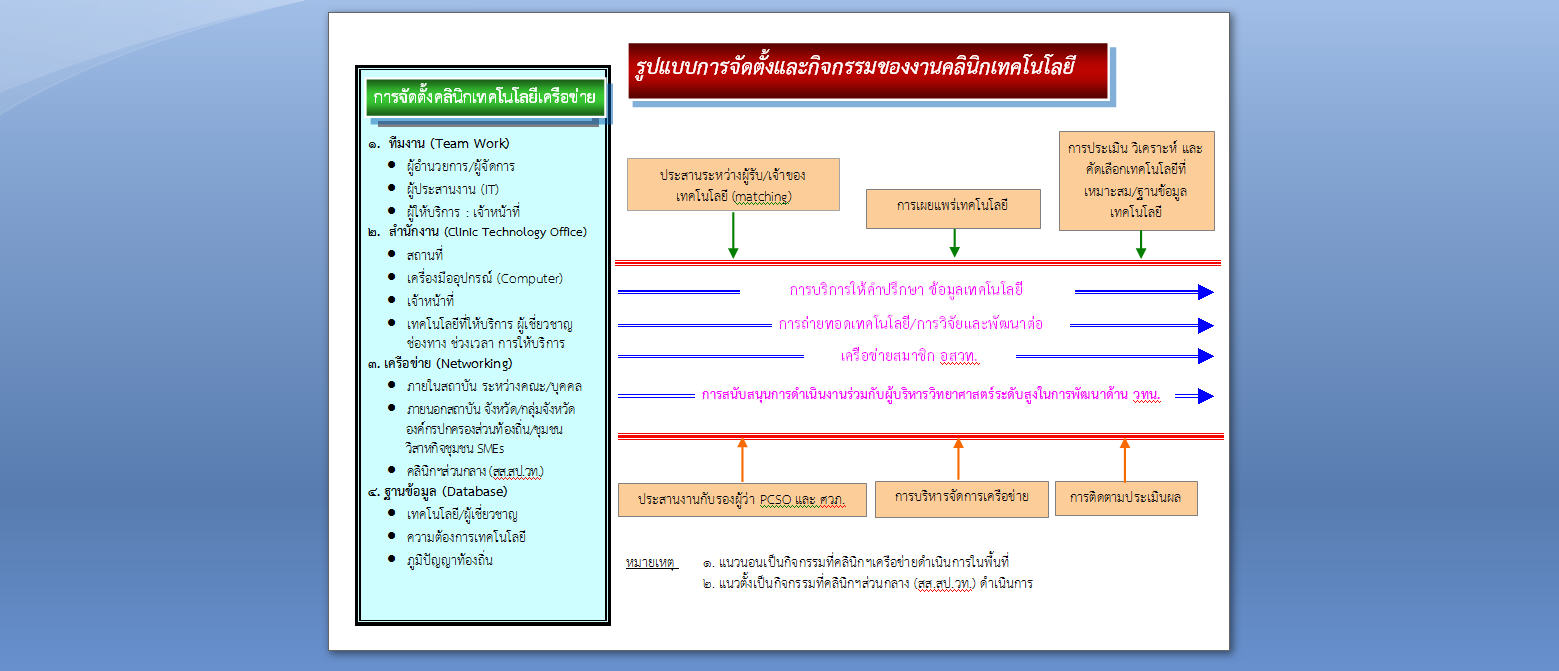 รูปแบบการจัดตั้งและกิจกรรมของงานคลินิกเทคโนโลยี
การจัดตั้งคลินิกเทคโนโลยีเครือข่าย
๑. ทีมงาน (Team Work)
● ผู้อำนวยการ/ผู้จัดการ
● ผู้ประสานงาน (IT)
● ผู้ให้บริการ : เจ้าหน้าที่
๒. สำนักงาน (Clinic Technology Office)
● สถานที่
● เครื่องมืออุปกรณ์ (Computer)
● เจ้าหน้าที่
● เทคโนโลยีที่ให้บริการ ผู้เชี่ยวชาญ
ช่องทาง ช่วงเวลา การให้บริการ
๓. เครือข่าย (Networking)
● ภายในสถาบัน ระหว่างคณะ/บุคคล
● ภายนอกสถาบัน จังหวัด/กลุ่มจังหวัด
องค์กรปกครองส่วนท้องถิ่น/ชุมชน
วิสาหกิจชุมชน SMEs
● คลินิกฯส่วนกลาง (สส.สป.วท.)
๔. ฐานข้อมูล (Database)
● เทคโนโลยี/ผู้เชี่ยวชาญ
● ความต้องการเทคโนโลยี
● ภูมิปัญญาท้องถิ่น
ประสานระหว่างผู้รับ/เจ้าของ
เทคโนโลยี (matching)
การเผยแพร่เทคโนโลยี
การประเมิน วิเคราะห์ และ
คัดเลือกเทคโนโลยีที่
เหมาะสม/ฐานข้อมูล
เทคโนโลยี
การบริการให้คำปรึกษา ข้อมูลเทคโนโลยี
การถ่ายทอดเทคโนโลยี/การวิจัยและพัฒนาต่อ
เครือข่ายสมาชิก อสวท.
การสนับสนุนการดำเนินงานร่วมกับผู้บริหารวิทยาศาสตร์ระดับสูงในการพัฒนาด้าน วทน.
ประสานงานกับรองผู้ว่า PCSO และ ศวภ.
การบริหารจัดการเครือข่าย
การติดตามประเมินผล
หมายเหตุ ๑. แนวนอนเป็นกิจกรรมที่คลินิกฯเครือข่ายดำเนินการในพื้นที่
๒. แนวตั้งเป็นกิจกรรมที่คลินิกฯส่วนกลาง (สส.สป.วท.) ดำเนินการ